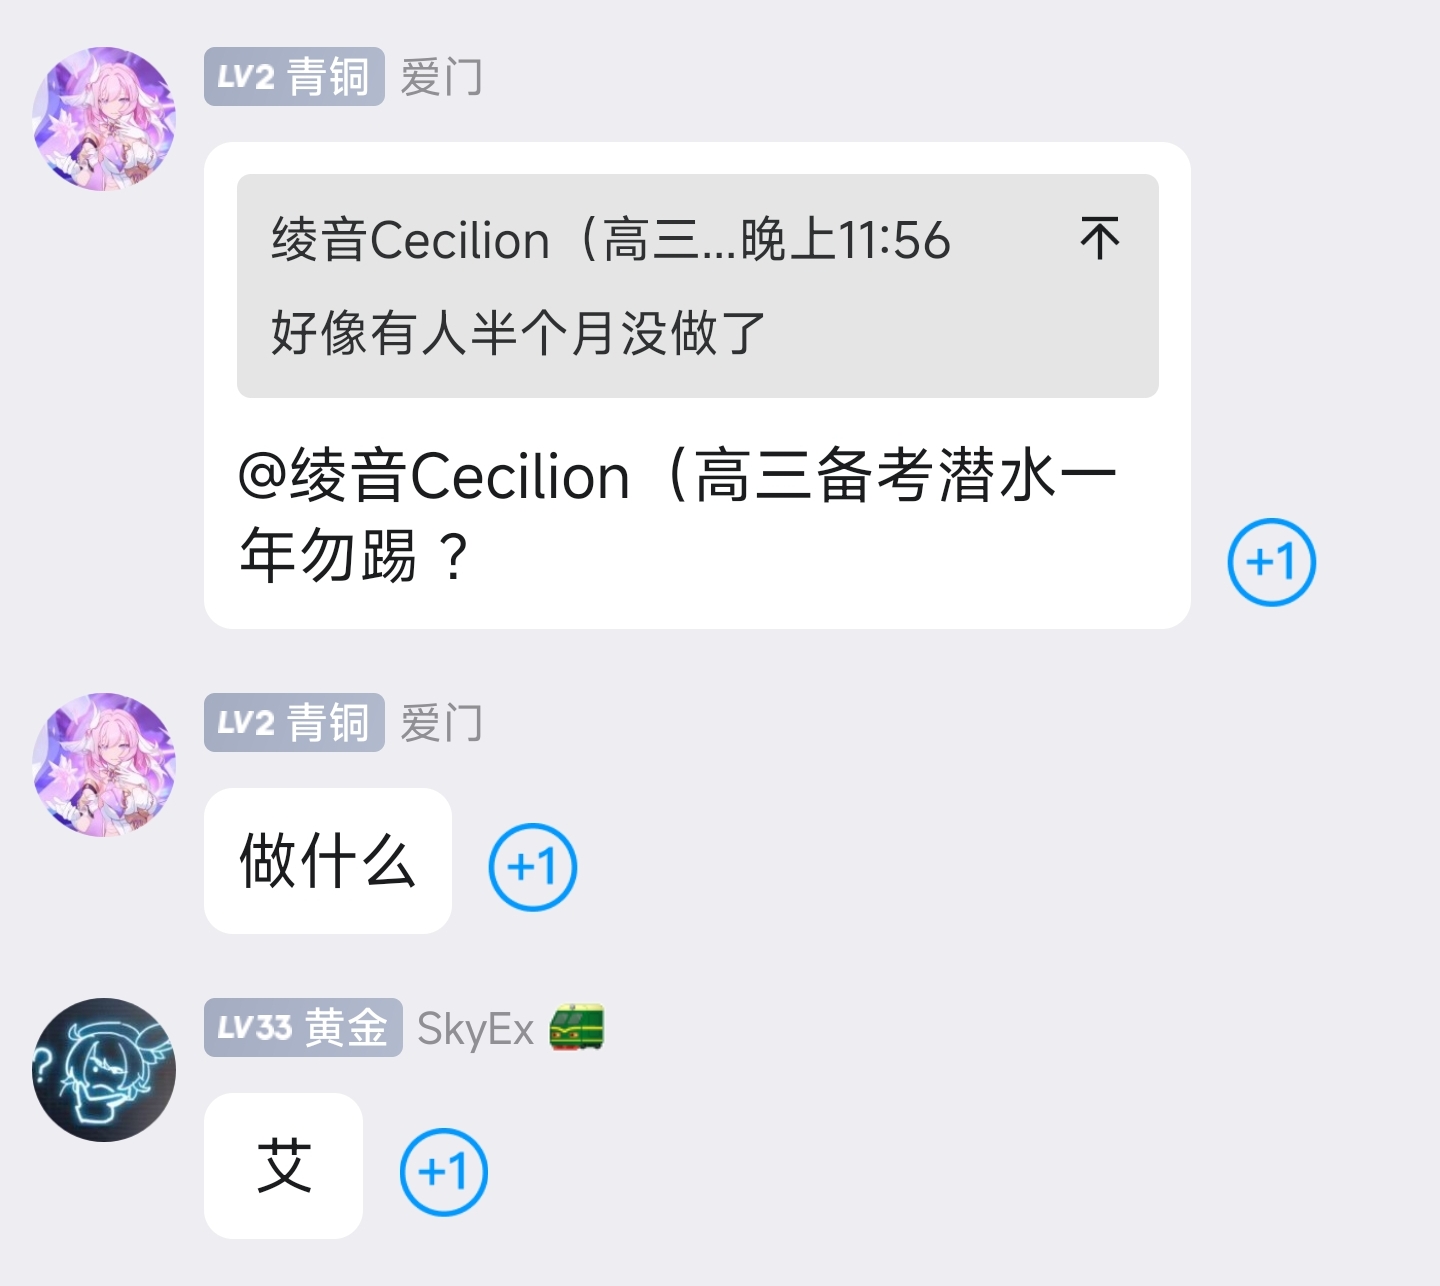 LV2 青铜 爱门
绫音Cecilion（高三...晚上11:56
好像有人半个月没做了
@绫音Cecilion（高三备考潜水一
年勿踢 ？
+1
LV2 青铜 爱门
做什么
+1
LV33 黄金 SkyEx
?
艾
+1